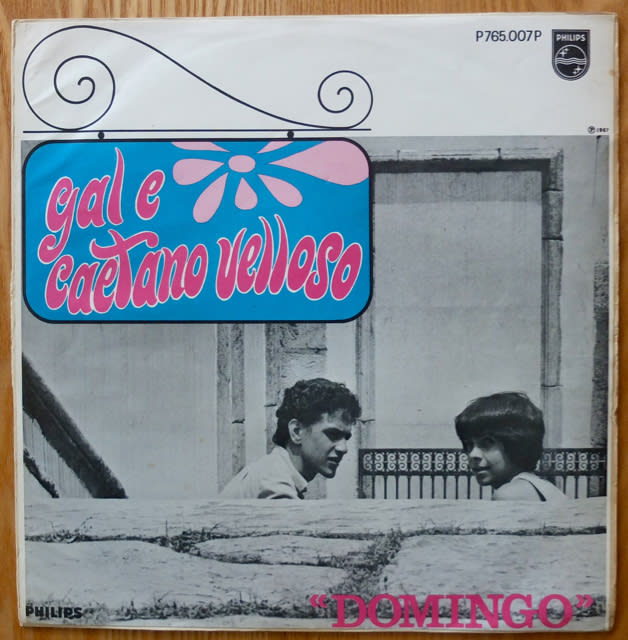 P765.007P
PHILIPS
℗ 1967
gal e
caetano velloso
PHILIPS
«DOMINGO»